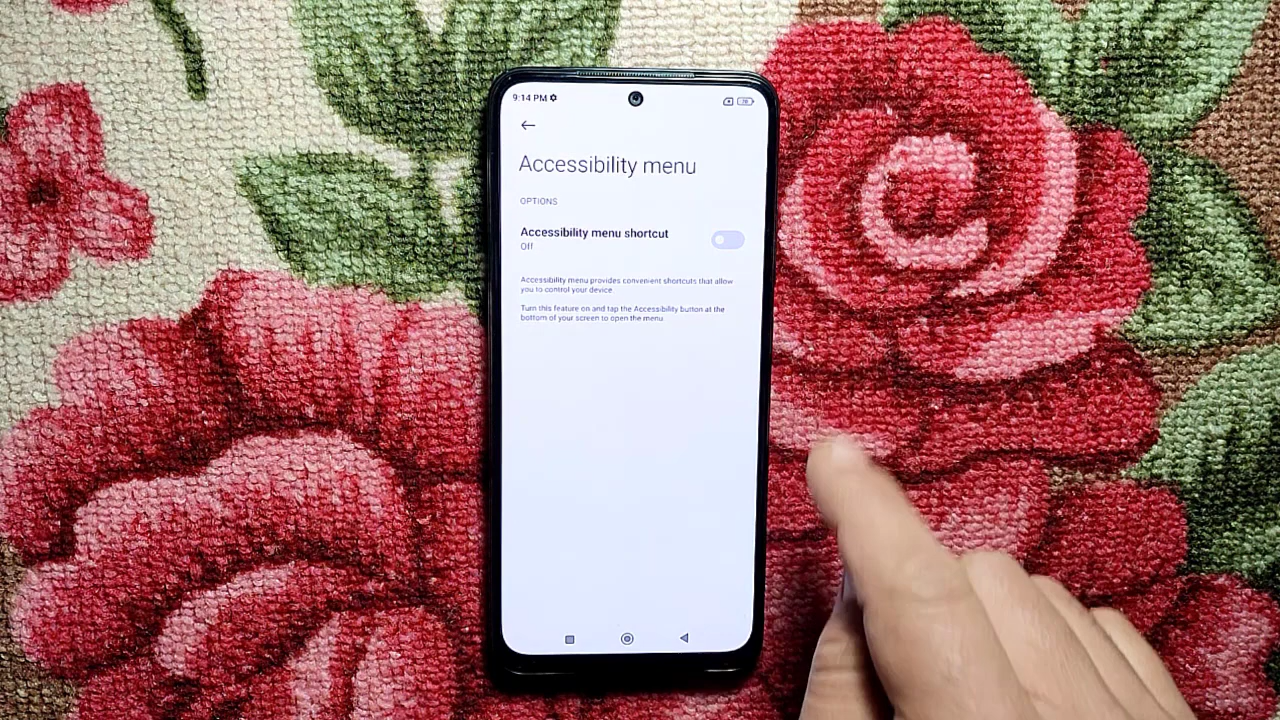 9:14 PM
Accessibility menu
OPTIONS
Accessibility menu shortcut
Off
Accessibility menu provides convenient shortcuts that allow
you to control your device.
Turn this feature on and tap the Accessibility button at the
bottom of your screen to open the menu.